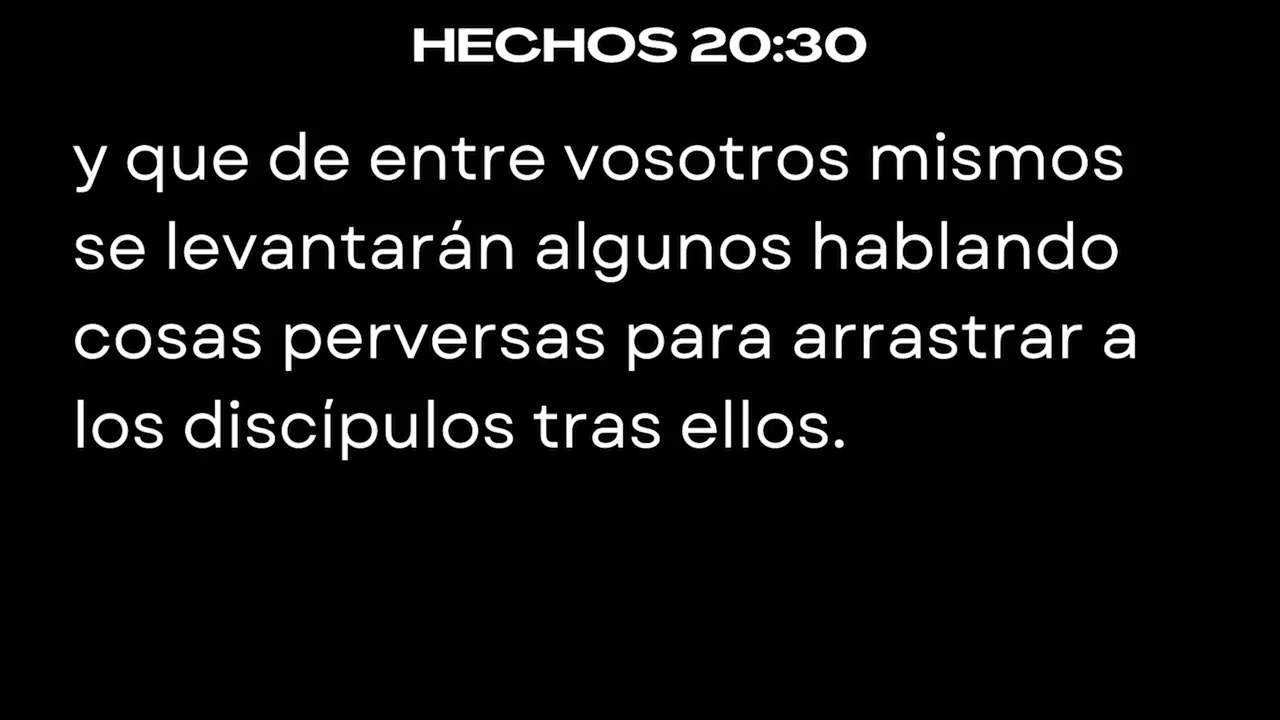 HECHOS 20:30
y que de entre vosotros mismos
se levantarán algunos hablando
cosas perversas para arrastrar a
los discípulos tras ellos.